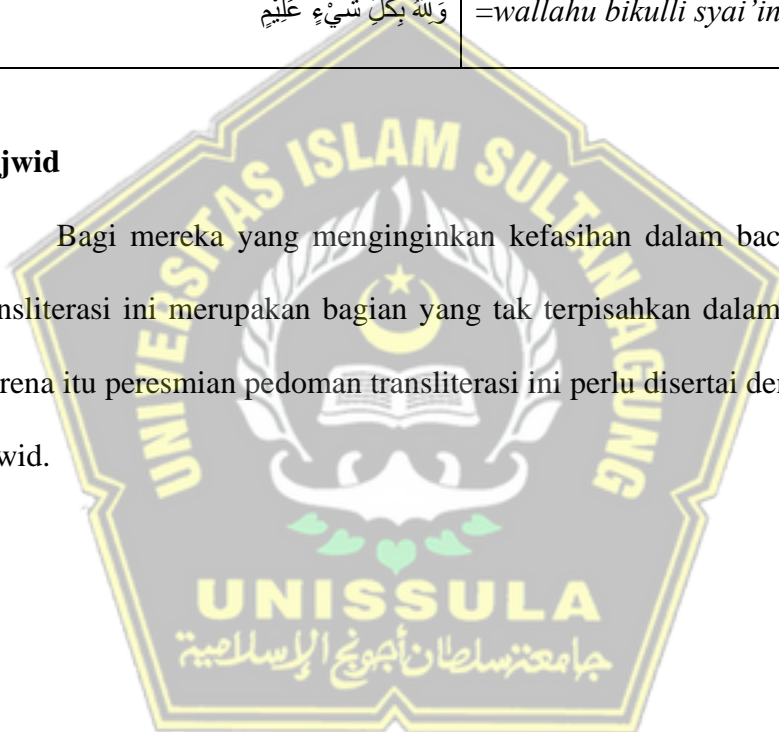 وَلِلهُ بِكُلِّ شَيْءٍ عَلِيْمٍ =wallahu bikulli syai’in
jwid
Bagi mereka yang menginginkan kefasihan dalam bac
nsliterasi ini merupakan bagian yang tak terpisahkan dalam
rena itu peresmian pedoman transliterasi ini perlu disertai der
wid.
UNIVERSITAS ISLAM SULTAN AGUNG
UNISSULA
جامعة سلطان أجونج الإسلامية